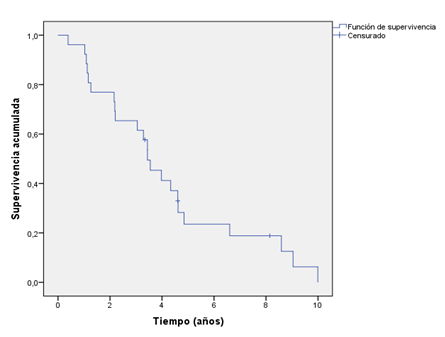 Función de supervivencia
Censurado
Supervivencia acumulada
1,0
0,8
0,6
0,4
0,2
0,0
0 2 4 6 8 10
Tiempo (años)